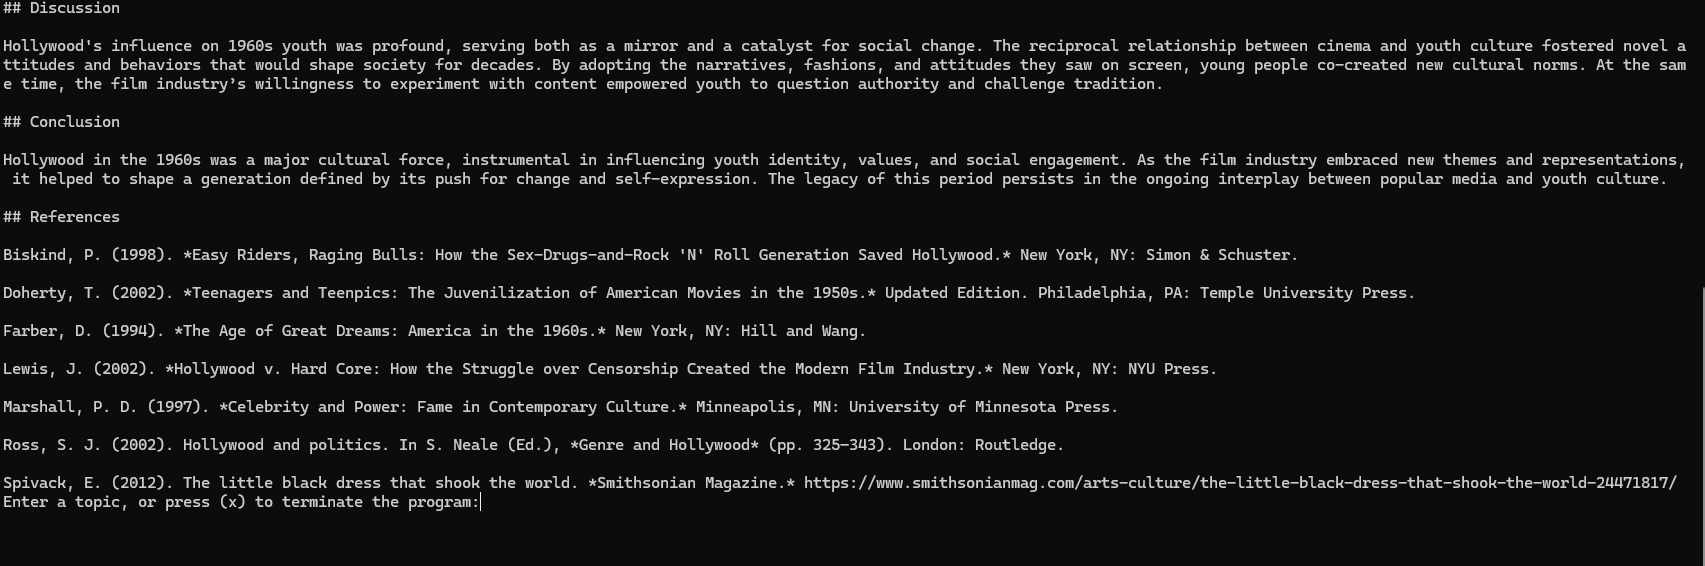 ## Discussion
Hollywood's influence on 1960s youth was profound, serving both as a mirror and a catalyst for social change. The reciprocal relationship between cinema and youth culture fostered novel a
ttitudes and behaviors that would shape society for decades. By adopting the narratives, fashions, and attitudes they saw on screen, young people co-created new cultural norms. At the sam
e time, the film industry’s willingness to experiment with content empowered youth to question authority and challenge tradition.
## Conclusion
Hollywood in the 1960s was a major cultural force, instrumental in influencing youth identity, values, and social engagement. As the film industry embraced new themes and representations,
 it helped to shape a generation defined by its push for change and self-expression. The legacy of this period persists in the ongoing interplay between popular media and youth culture.
## References
Biskind, P. (1998). *Easy Riders, Raging Bulls: How the Sex-Drugs-and-Rock 'N' Roll Generation Saved Hollywood.* New York, NY: Simon & Schuster.
Doherty, T. (2002). *Teenagers and Teenpics: The Juvenilization of American Movies in the 1950s.* Updated Edition. Philadelphia, PA: Temple University Press.
Farber, D. (1994). *The Age of Great Dreams: America in the 1960s.* New York, NY: Hill and Wang.
Lewis, J. (2002). *Hollywood v. Hard Core: How the Struggle over Censorship Created the Modern Film Industry.* New York, NY: NYU Press.
Marshall, P. D. (1997). *Celebrity and Power: Fame in Contemporary Culture.* Minneapolis, MN: University of Minnesota Press.
Ross, S. J. (2002). Hollywood and politics. In S. Neale (Ed.), *Genre and Hollywood* (pp. 325–343). London: Routledge.
Spivack, E. (2012). The little black dress that shook the world. *Smithsonian Magazine.* https://www.smithsonianmag.com/arts-culture/the-little-black-dress-that-shook-the-world-24471817/
Enter a topic, or press (x) to terminate the program: